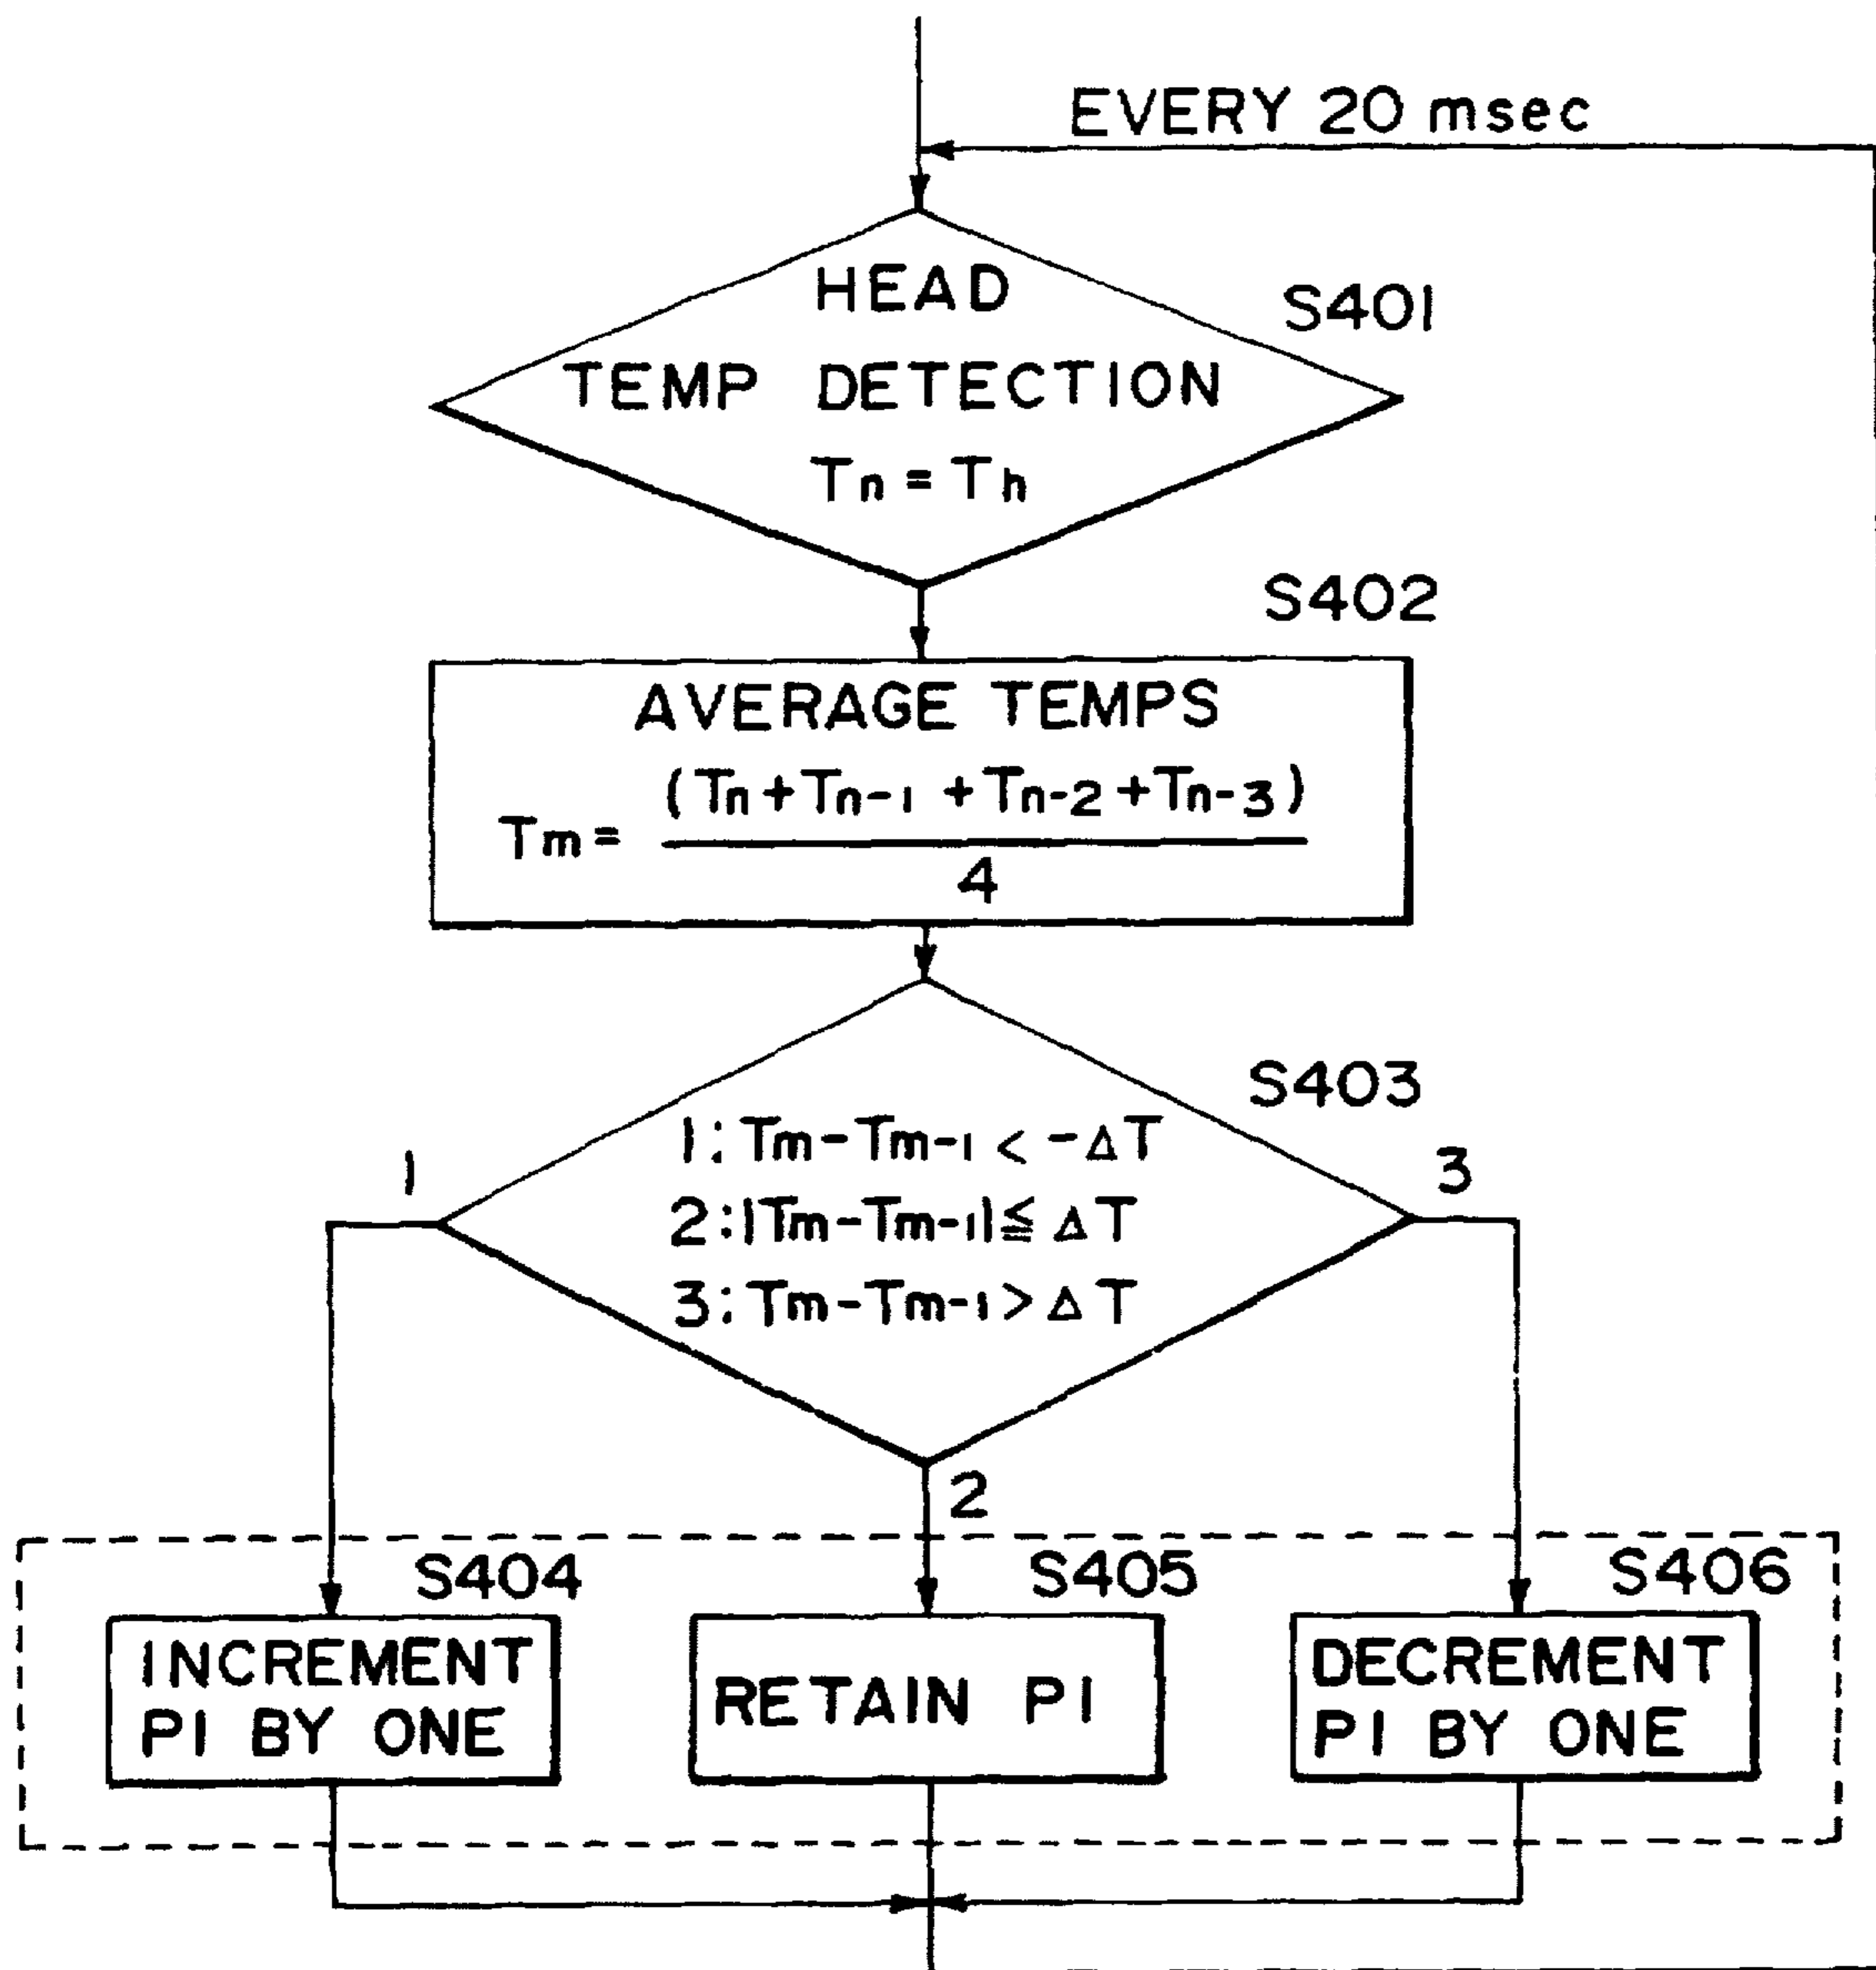 EVERY 20 msec
HEAD
TEMP DETECTION
Tn = Th
S401
S402
AVERAGE TEMPS
Tm = (Tn+Tn-1 +Tn-2 +Tn-3)
4
S403
1: Tm-Tm-1 < -ΔT
2: |Tm-Tm-1| ≦ ΔT
3: Tm-Tm-1 > ΔT
1
3
2
S404
S405
S406
INCREMENT
PI BY ONE
RETAIN PI
DECREMENT
PI BY ONE